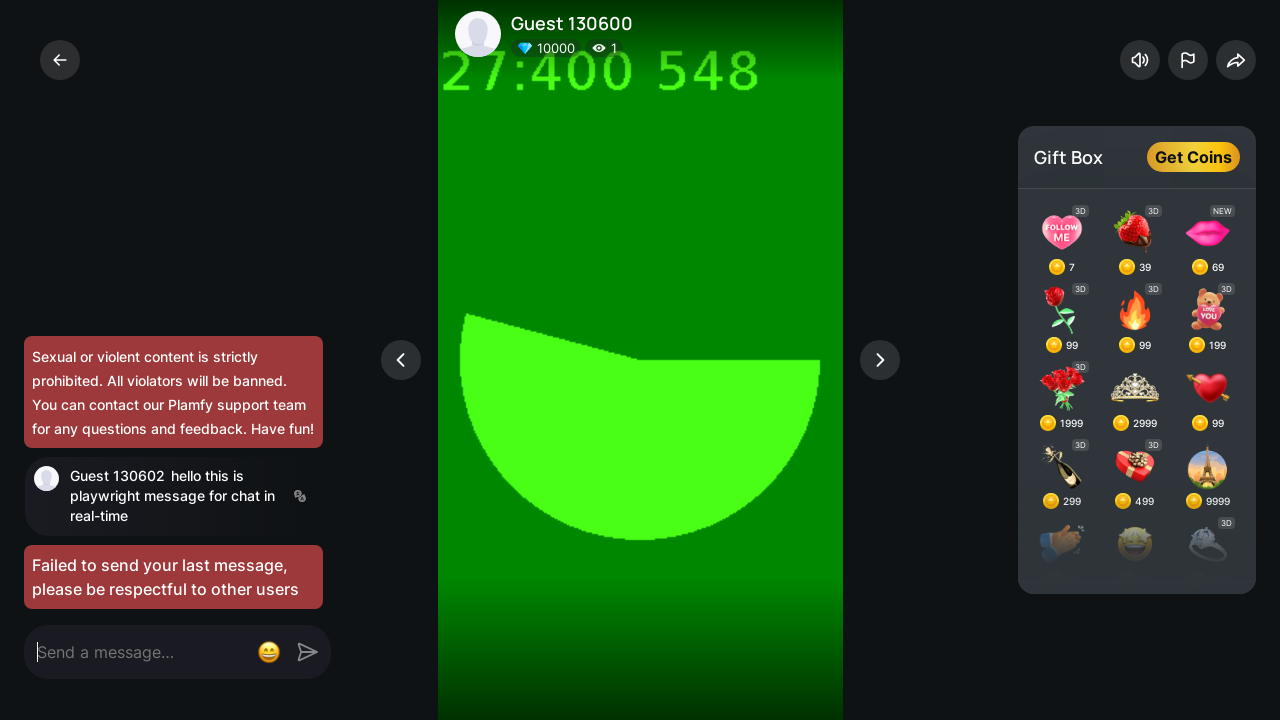 Guest 130600
10000 1
27:400 548
Gift Box
Get Coins
3D 3D NEW
FOLLOW
ME
7 39 69
3D 3D 3D
LOVE
YOU
99 99 199
3D
1999 2999 99
3D 3D
299 499 9999
3D
Sexual or violent content is strictly
prohibited. All violators will be banned.
You can contact our Plamfy support team
for any questions and feedback. Have fun!
Guest 130602 hello this is
playwright message for chat in
real-time
Failed to send your last message,
please be respectful to other users
Send a message...